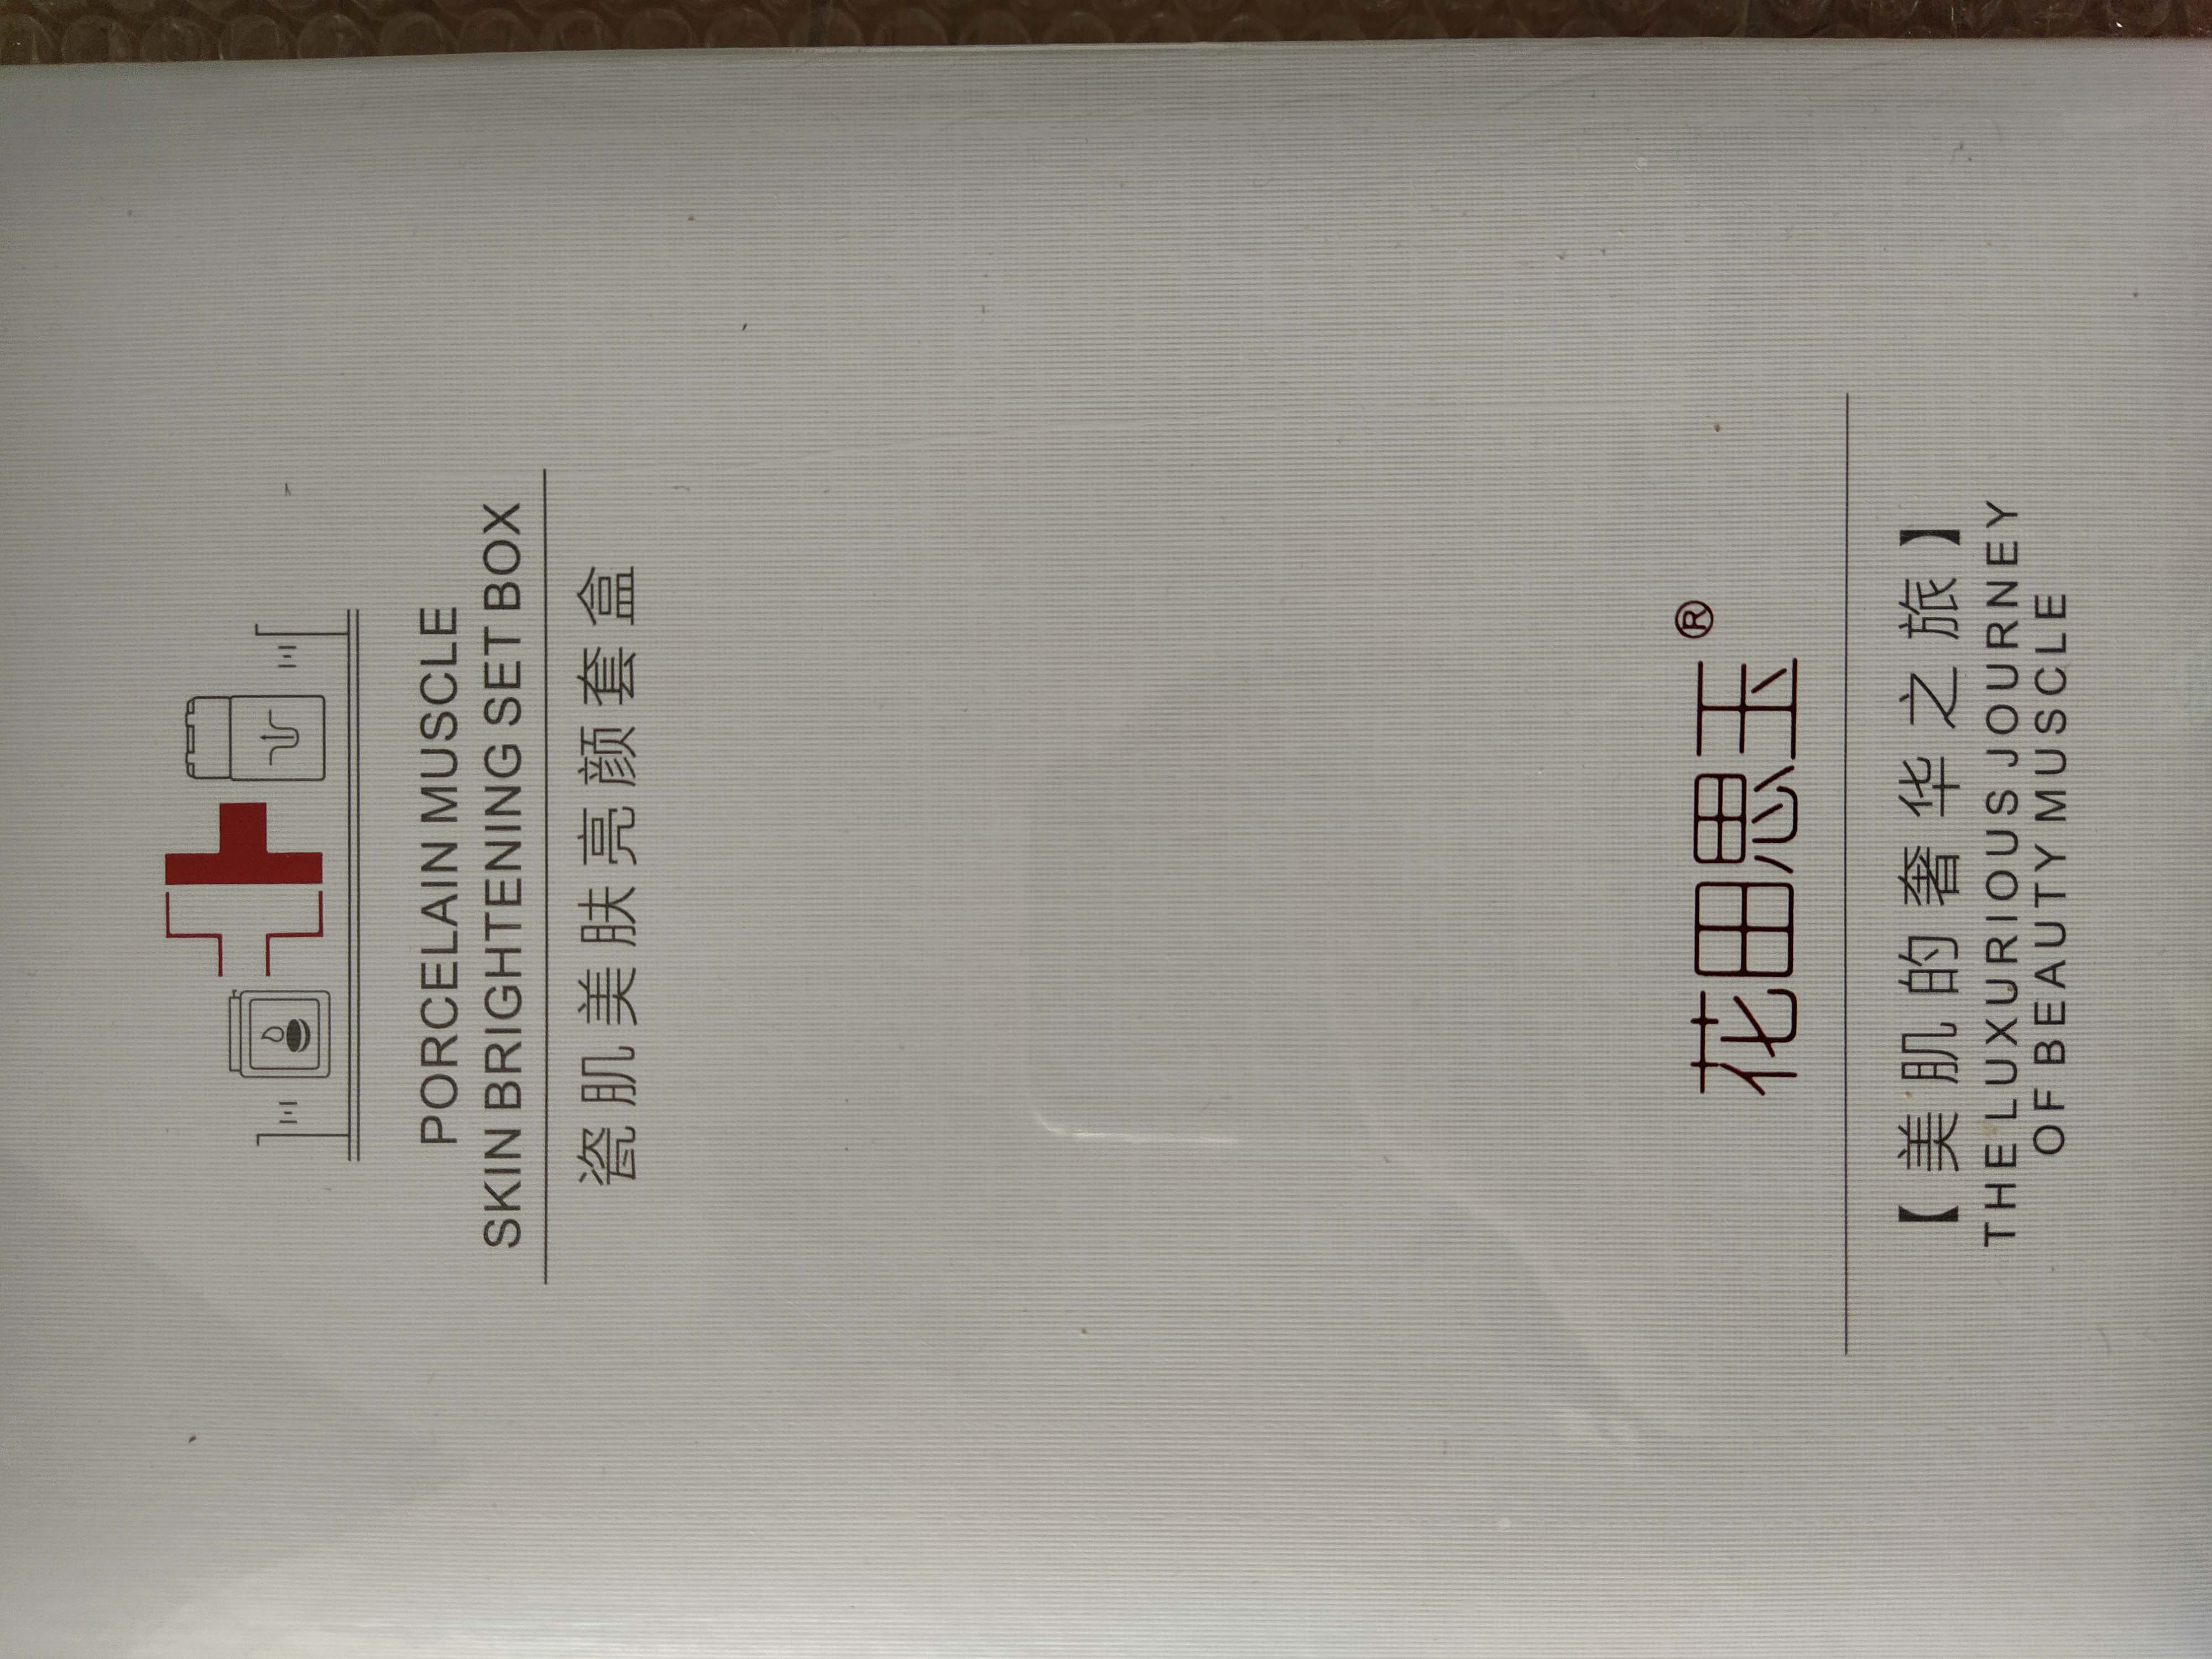 PORCELAIN MUSCLE
SKIN BRIGHTENING SET BOX
瓷肌美肤亮颜套盒
花田思玉®
【美肌的奢华之旅】
THE LUXURIOUS JOURNEY
OF BEAUTY MUSCLE